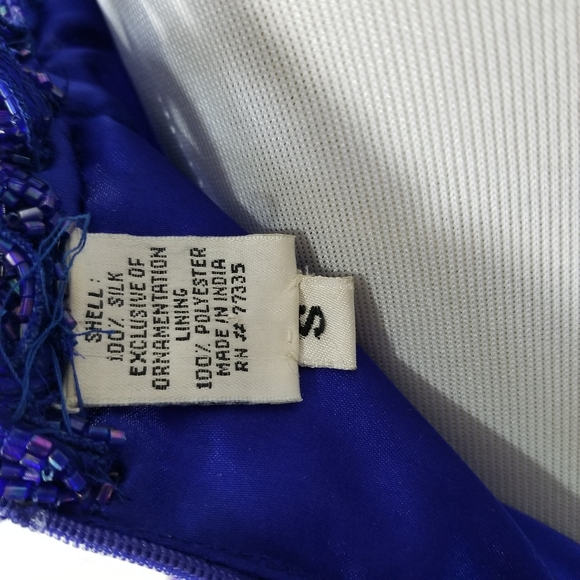 SHELL:
100% SILK
EXCLUSIVE OF
ORNAMENTATION
LINING
100% POLYESTER
MADE IN INDIA
RN # 77335
S